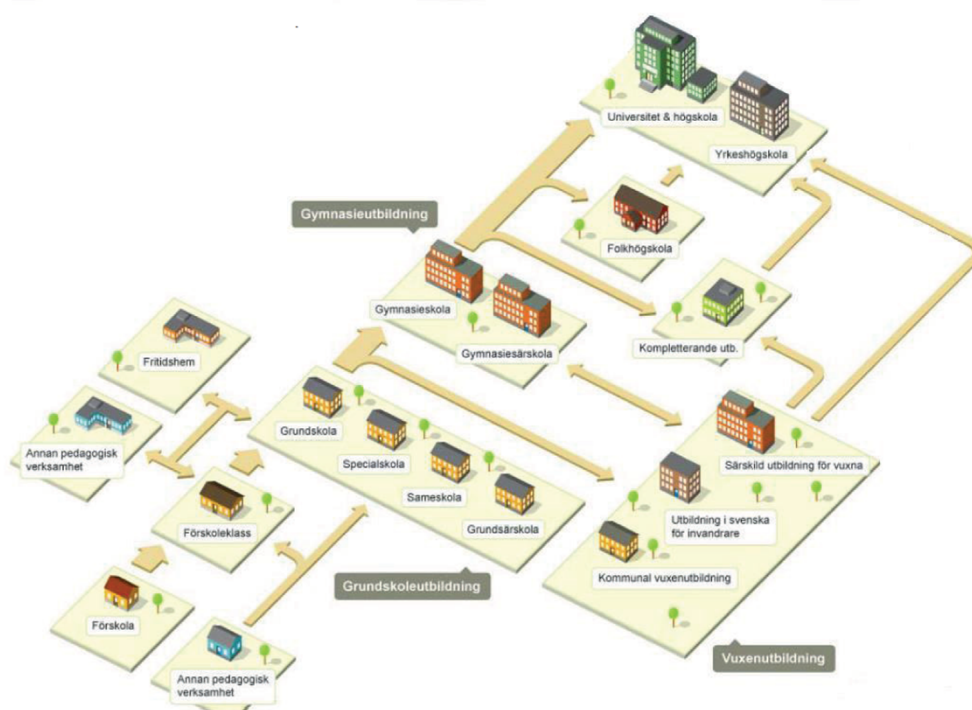 Universitet & högskola
Yrkeshögskola
Gymnasieutbildning
Folkhögskola
Gymnasieskola
Gymnasiesärskola
Kompletterande utb.
Fritidshem
Annan pedagogisk
verksamhet
Grundskola
Specialskola
Sameskola
Grundsärskola
Särskild utbildning för vuxna
Utbildning i svenska
för invandrare
Kommunal vuxenutbildning
Förskoleklass
Grundskoleutbildning
Förskola
Annan pedagogisk
verksamhet
Vuxenutbildning